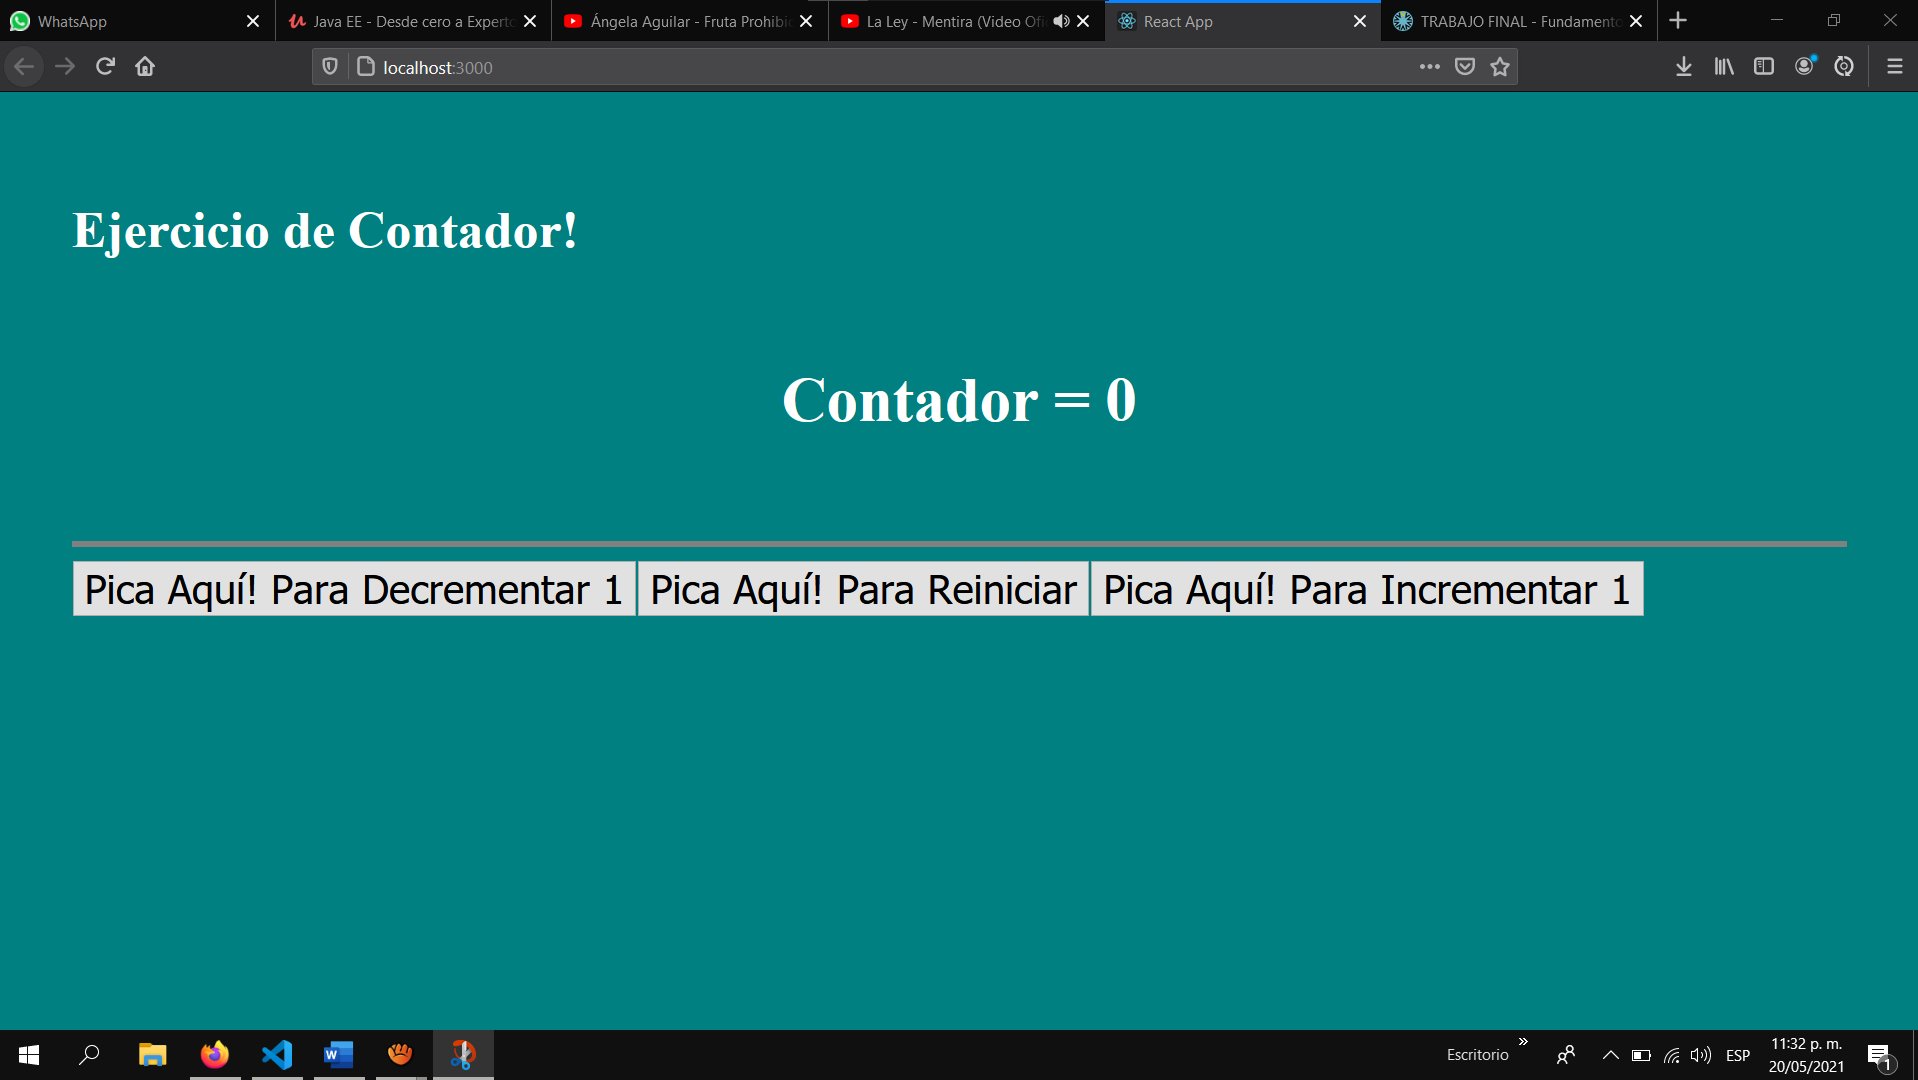 WhatsApp
Java EE - Desde cero a Experto
Ángela Aguilar - Fruta Prohibi
La Ley - Mentira (Video Ofi
React App
TRABAJO FINAL - Fundamento
localhost:3000
Ejercicio de Contador!
Contador = 0
Pica Aquí! Para Decrementar 1 Pica Aquí! Para Reiniciar Pica Aquí! Para Incrementar 1
Escritorio »
ESP
11:32 p. m.
20/05/2021
1